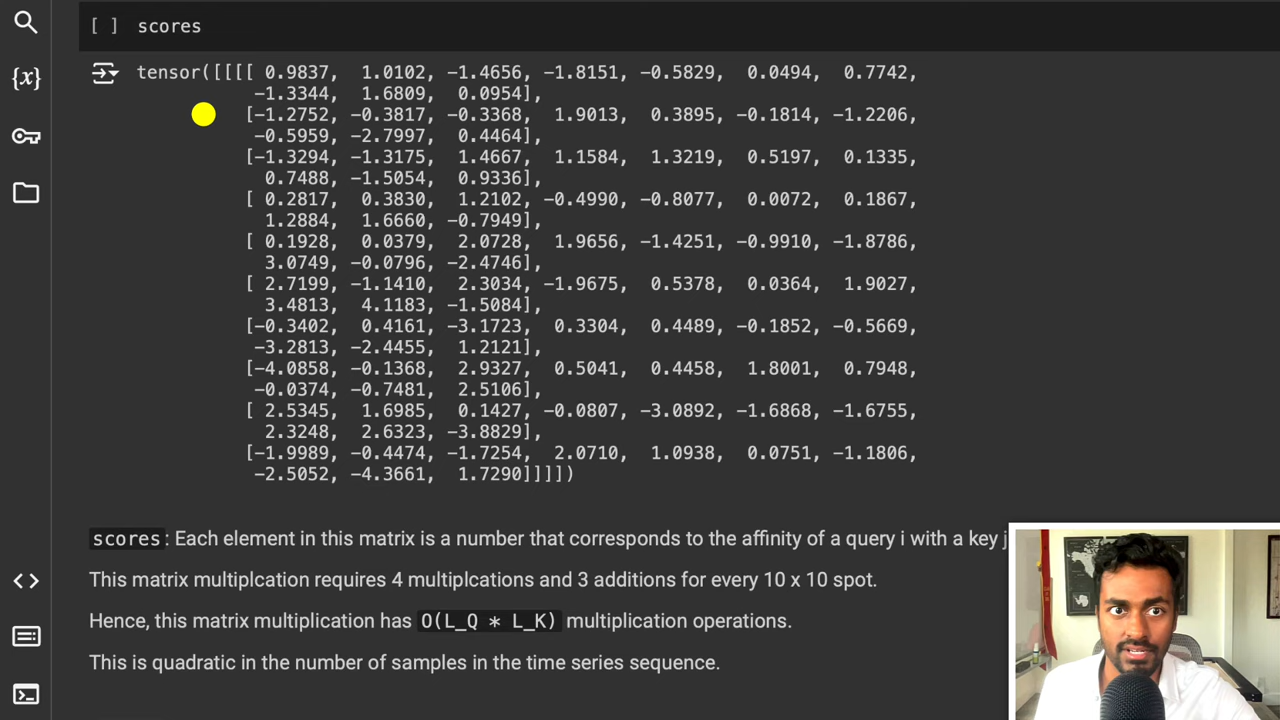 [ ] scores
tensor([[[[ 0.9837,  1.0102, -1.4656, -1.8151, -0.5829,  0.0494,  0.7742,
-1.3344,  1.6809,  0.0954],
[-1.2752, -0.3817, -0.3368,  1.9013,  0.3895, -0.1814, -1.2206,
-0.5959, -2.7997,  0.4464],
[-1.3294, -1.3175,  1.4667,  1.1584,  1.3219,  0.5197,  0.1335,
0.7488, -1.5054,  0.9336],
[ 0.2817,  0.3830,  1.2102, -0.4990, -0.8077,  0.0072,  0.1867,
1.2884,  1.6660, -0.7949],
[ 0.1928,  0.0379,  2.0728,  1.9656, -1.4251, -0.9910, -1.8786,
3.0749, -0.0796, -2.4746],
[ 2.7199, -1.1410,  2.3034, -1.9675,  0.5378,  0.0364,  1.9027,
3.4813,  4.1183, -1.5084],
[-0.3402,  0.4161, -3.1723,  0.3304,  0.4489, -0.1852, -0.5669,
-3.2813, -2.4455,  1.2121],
[-4.0858, -0.1368,  2.9327,  0.5041,  0.4458,  1.8001,  0.7948,
-0.0374, -0.7481,  2.5106],
[ 2.5345,  1.6985,  0.1427, -0.0807, -3.0892, -1.6868, -1.6755,
2.3248,  2.6323, -3.8829],
[-1.9989, -0.4474, -1.7254,  2.0710,  1.0938,  0.0751, -1.1806,
-2.5052, -4.3661,  1.7290]]]])
scores: Each element in this matrix is a number that corresponds to the affinity of a query i with a key j
This matrix multiplcation requires 4 multiplcations and 3 additions for every 10 x 10 spot.
Hence, this matrix multiplication has O(L_Q * L_K) multiplication operations.
This is quadratic in the number of samples in the time series sequence.